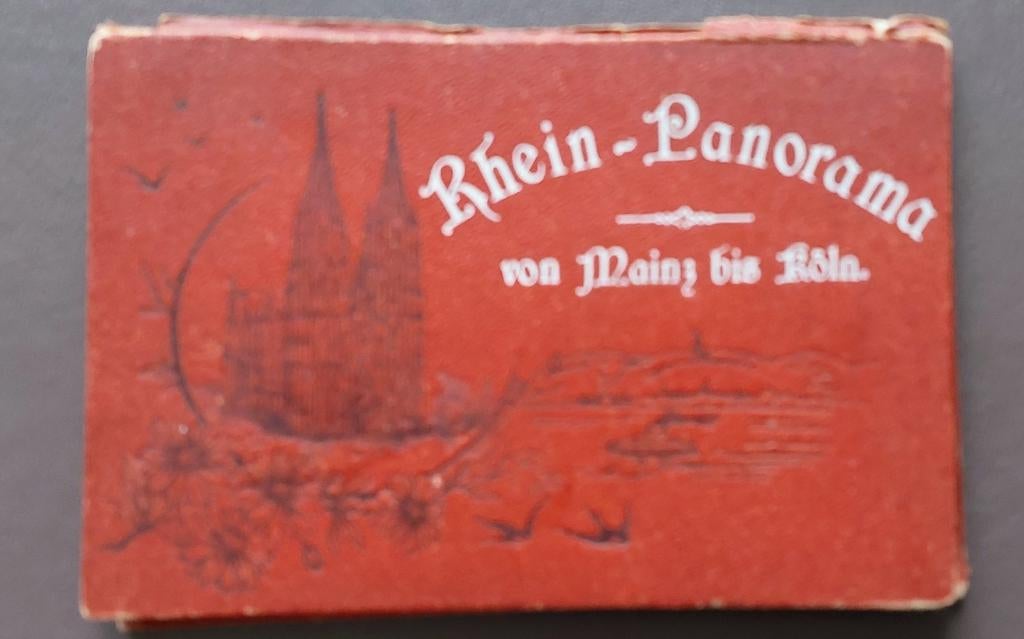 Rhein-Panorama
von Mainz bis Köln.